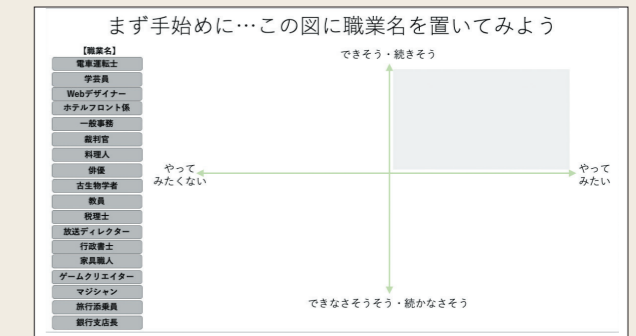 まず手始めに…この図に職業名を置いてみよう
【職業名】
電車運転士
学芸員
Webデザイナー
ホテルフロント係
一般事務
裁判官
料理人
俳優
古生物学者
教員
税理士
放送ディレクター
行政書士
家具職人
ゲームクリエイター
マジシャン
旅行添乗員
銀行支店長
できそう・続きそう
やって
みたくない
やって
みたい
できなさそうそう・続かなさそう